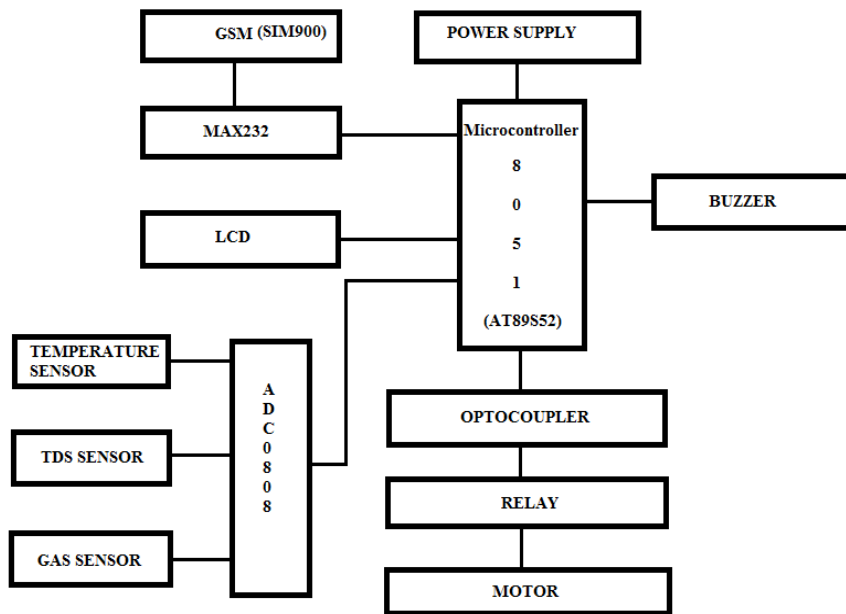 GSM (SIM900)
POWER SUPPLY
MAX232
Microcontroller
8
0
5
1
(AT89S52)
BUZZER
LCD
TEMPERATURE
SENSOR
TDS SENSOR
GAS SENSOR
A
D
C
0
8
0
8
OPTOCOUPLER
RELAY
MOTOR